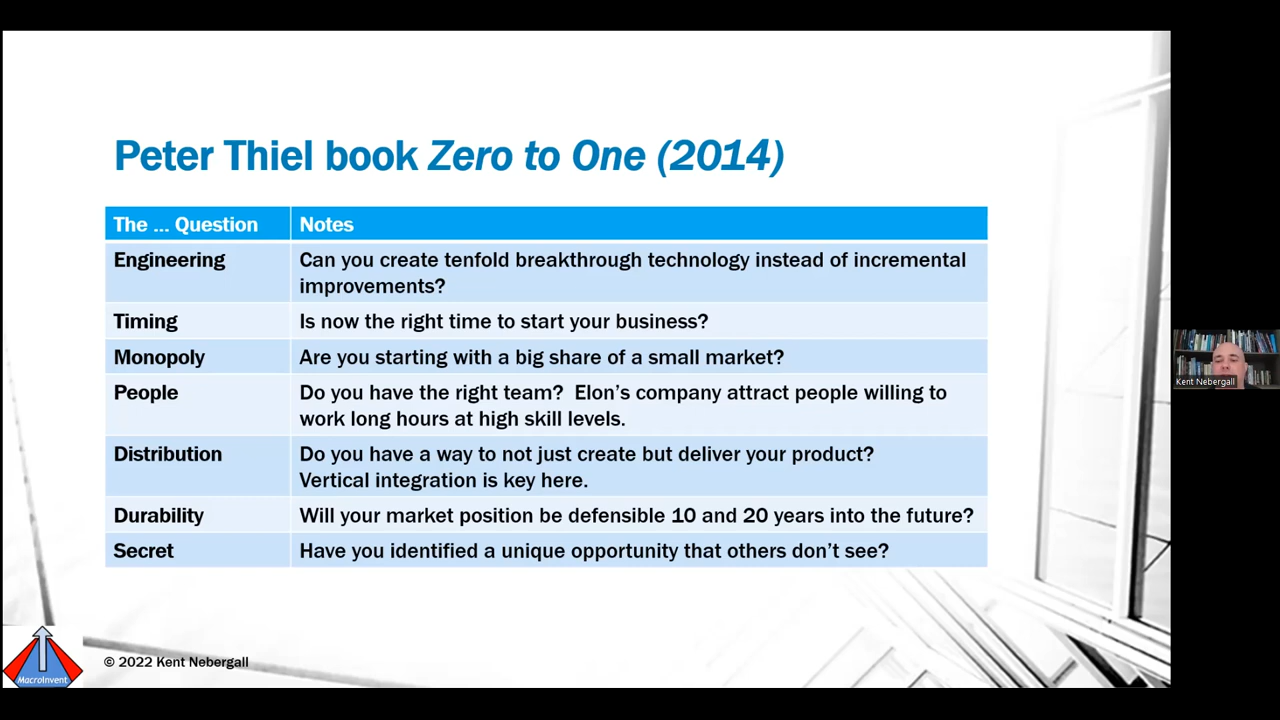 Peter Thiel book Zero to One (2014)
The ... Question Notes
Engineering Can you create tenfold breakthrough technology instead of incremental
improvements?
Timing Is now the right time to start your business?
Monopoly Are you starting with a big share of a small market?
People Do you have the right team? Elon's company attract people willing to
work long hours at high skill levels.
Distribution Do you have a way to not just create but deliver your product?
Vertical integration is key here.
Durability Will your market position be defensible 10 and 20 years into the future?
Secret Have you identified a unique opportunity that others don't see?
Kent Nebergall
© 2022 Kent Nebergall
MacroInvent